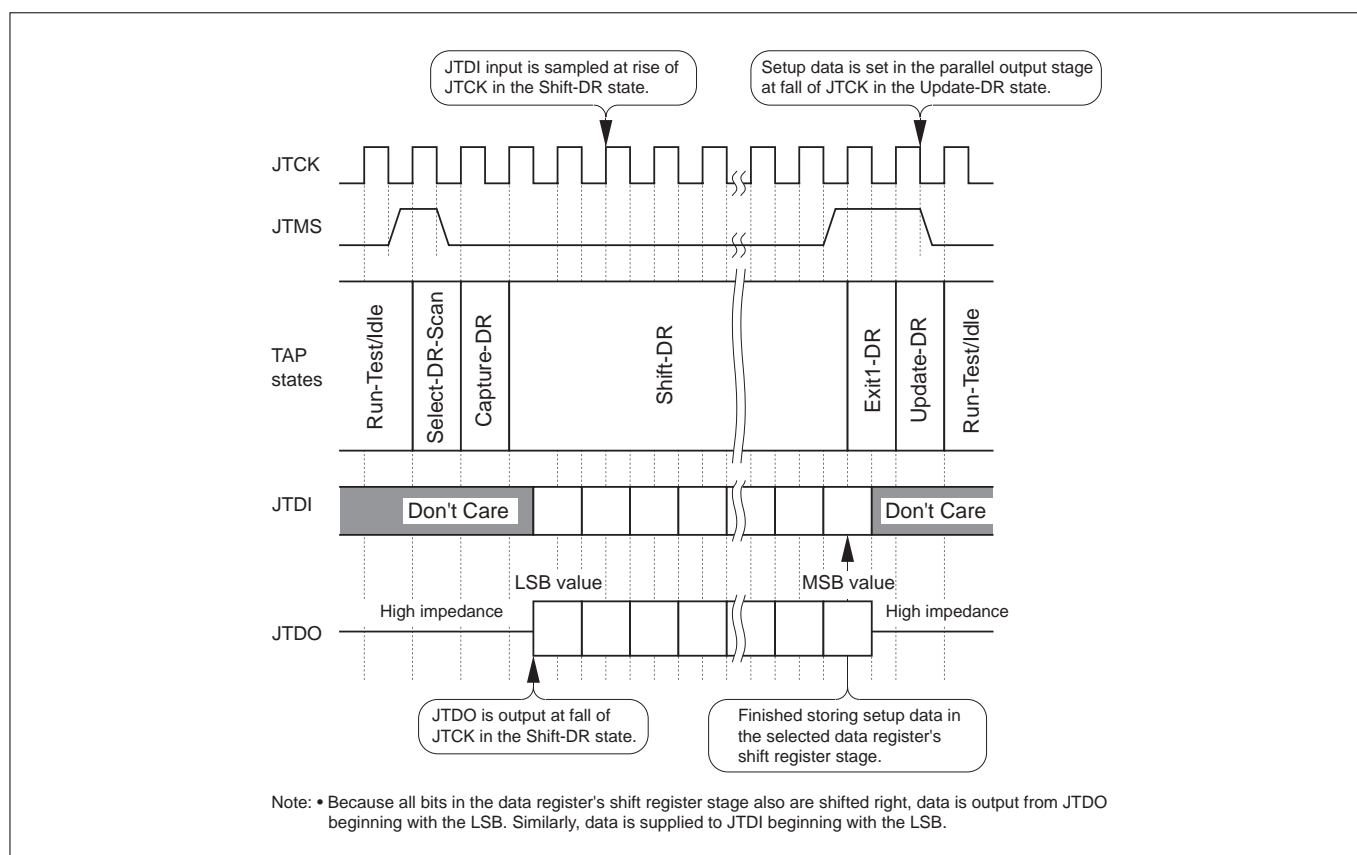 JTDI input is sampled at rise of
JTCK in the Shift-DR state.
Setup data is set in the parallel output stage
at fall of JTCK in the Update-DR state.
JTCK
JTMS
TAP
states
Run-Test/Idle
Select-DR-Scan
Capture-DR
Shift-DR
Exit1-DR
Update-DR
Run-Test/Idle
JTDI
Don't Care
Don't Care
LSB value
MSB value
High impedance
High impedance
JTDO
JTDO is output at fall of
JTCK in the Shift-DR state.
Finished storing setup data in
the selected data register's
shift register stage.
Note: • Because all bits in the data register's shift register stage also are shifted right, data is output from JTDO
beginning with the LSB. Similarly, data is supplied to JTDI beginning with the LSB.